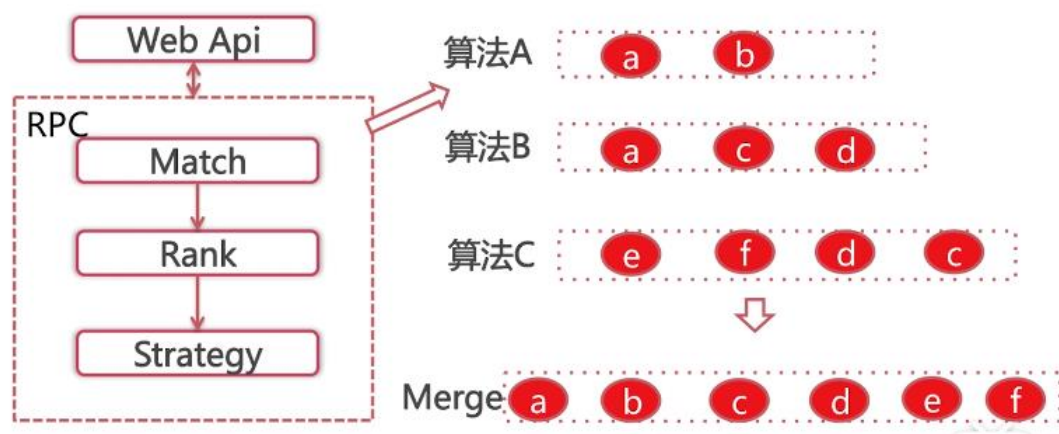 Web Api
RPC
Match
Rank
Strategy
算法A a b
算法B a c d
算法C e f d c
Merge a b c d e f